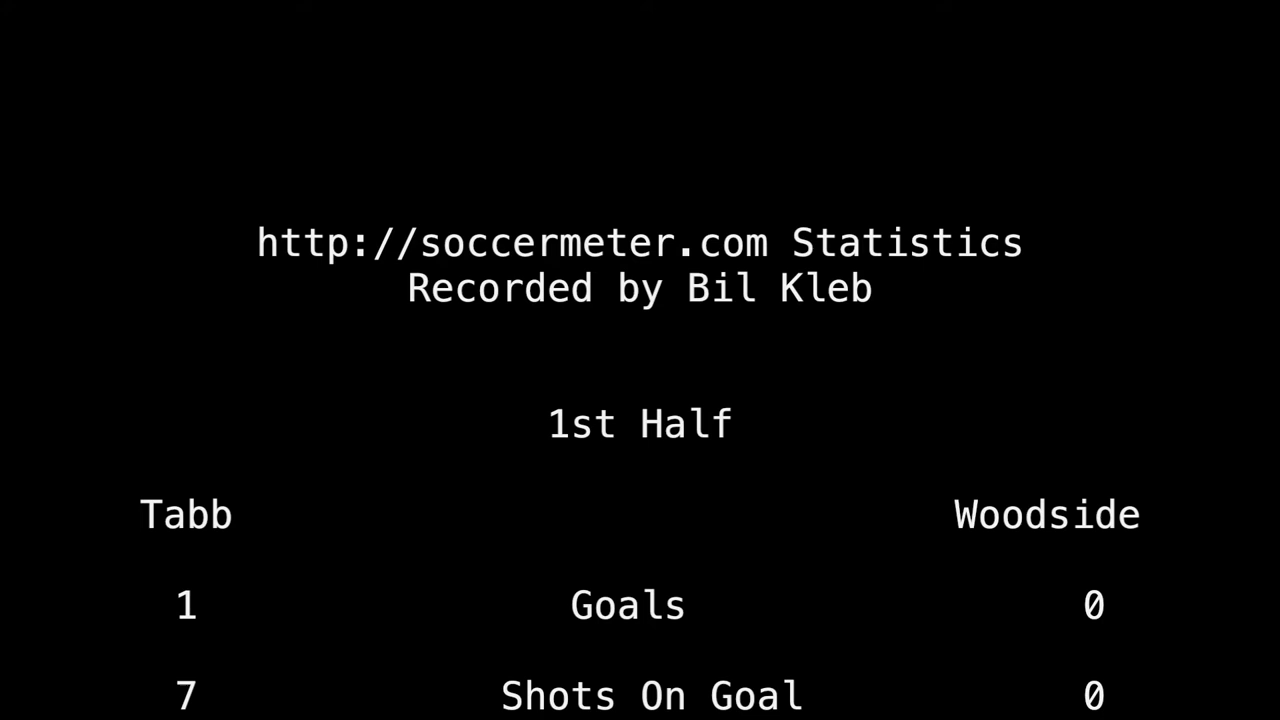 http://soccermeter.com Statistics
Recorded by Bil Kleb
1st Half
Tabb Woodside
1 Goals 0
7 Shots On Goal 0